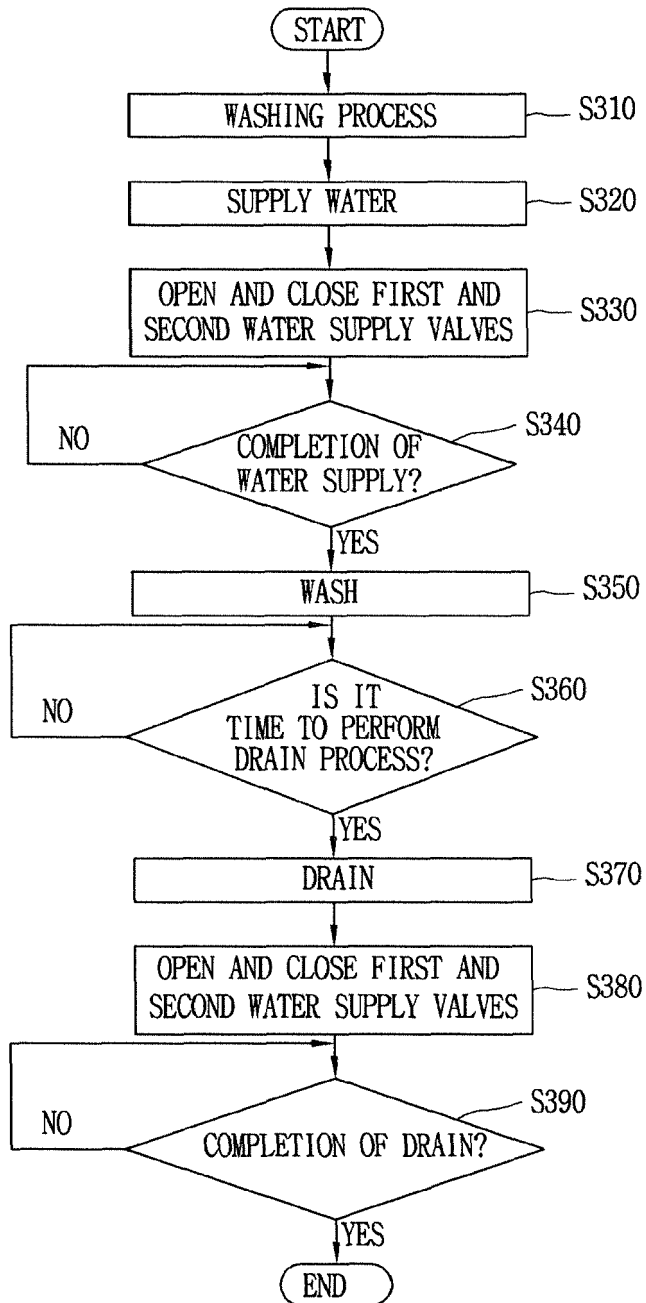 START
WASHING PROCESS
S310
SUPPLY WATER
S320
OPEN AND CLOSE FIRST AND
SECOND WATER SUPPLY VALVES
S330
COMPLETION OF
WATER SUPPLY?
S340
NO
YES
WASH
S350
IS IT
TIME TO PERFORM
DRAIN PROCESS?
S360
NO
YES
DRAIN
S370
OPEN AND CLOSE FIRST AND
SECOND WATER SUPPLY VALVES
S380
COMPLETION OF DRAIN?
S390
NO
YES
END